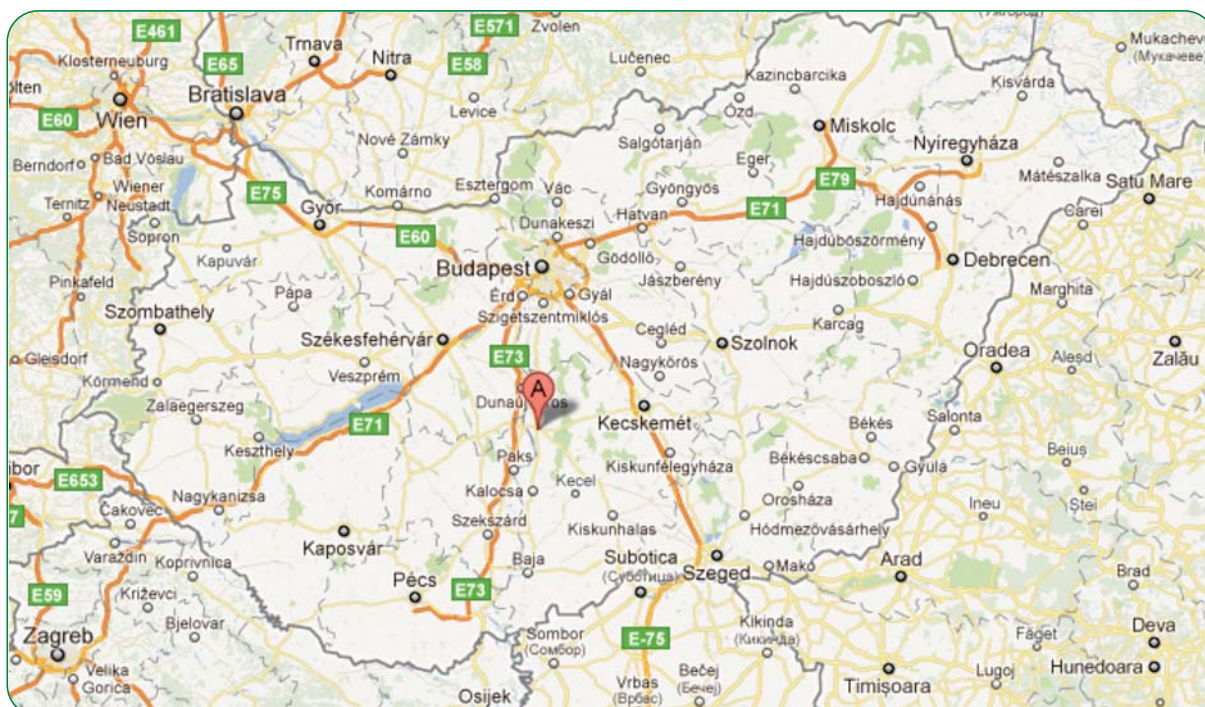 E461
E571
Zvolen
Klosterneuburg
E65
Trnava
Nitra
E58
Lučenec
Mukacheve
(Мукачеве)
Kazincbarcika
Kisvárda
Wien
Bratislava
Levice
Ózd
E60
Nové Zámky
Salgótarján
Miskolc
Nyíregyháza
Berndorf
Bad Vöslau
Eger
Wiener
Neustadt
E75
Komárno
Esztergom
Vác
Gyöngyös
E79
Mátészalka
Satu Mare
Ternitz
Győr
Dunakeszi
Hatvan
E71
Hajdúnánás
Carei
Sopron
E60
Gödöllő
Hajdúböszörmény
Kapuvár
Budapest
Jászberény
Hajdúszoboszló
Debrecen
Pinkafeld
Pápa
Érd
Gyál
Marghita
Szombathely
Szigetszentmiklós
Karcag
Székesfehérvár
Cegléd
Szolnok
Oradea
Zalău
Gleisdorf
Veszprém
E73
Nagykőrös
Aleşd
Körmend
A
Zalaegerszeg
Kecskemét
Salonta
Keszthely
E71
Békés
Beiuş
Paks
Kiskunfélegyháza
Békéscsaba
Gyula
E653
Nagykanizsa
Kalocsa
Kecel
Orosháza
Ineu
Ştei
Čakovec
Szekszárd
Kiskunhalas
Hódmezővásárhely
Varaždin
Kaposvár
Baja
Subotica
(Суботица)
Szeged
Makó
Arad
Koprivnica
Pécs
Brad
E59
Križevci
E73
Zagreb
Bjelovar
E-75
Kikinda
(Кикинда)
Făget
Deva
Sombor
(Сомбор)
Velika
Gorica
Bečej
(Бечеј)
Lugoj
Hunedoara
Osijek
Vrbas
(Врбас)
Timişoara